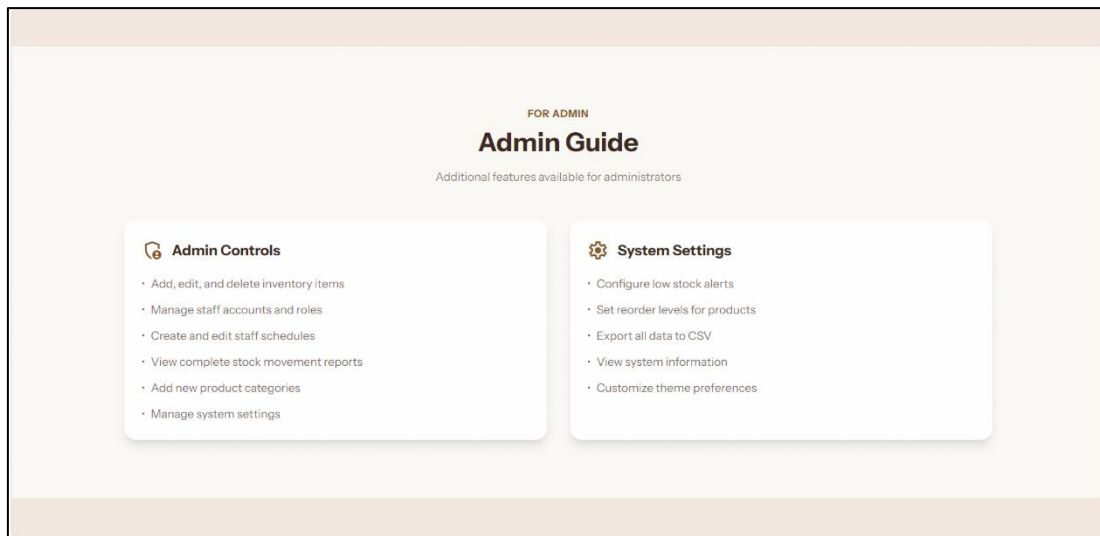 FOR ADMIN
Admin Guide
Additional features available for administrators
Admin Controls
· Add, edit, and delete inventory items
· Manage staff accounts and roles
· Create and edit staff schedules
· View complete stock movement reports
· Add new product categories
· Manage system settings
System Settings
· Configure low stock alerts
· Set reorder levels for products
· Export all data to CSV
· View system information
· Customize theme preferences